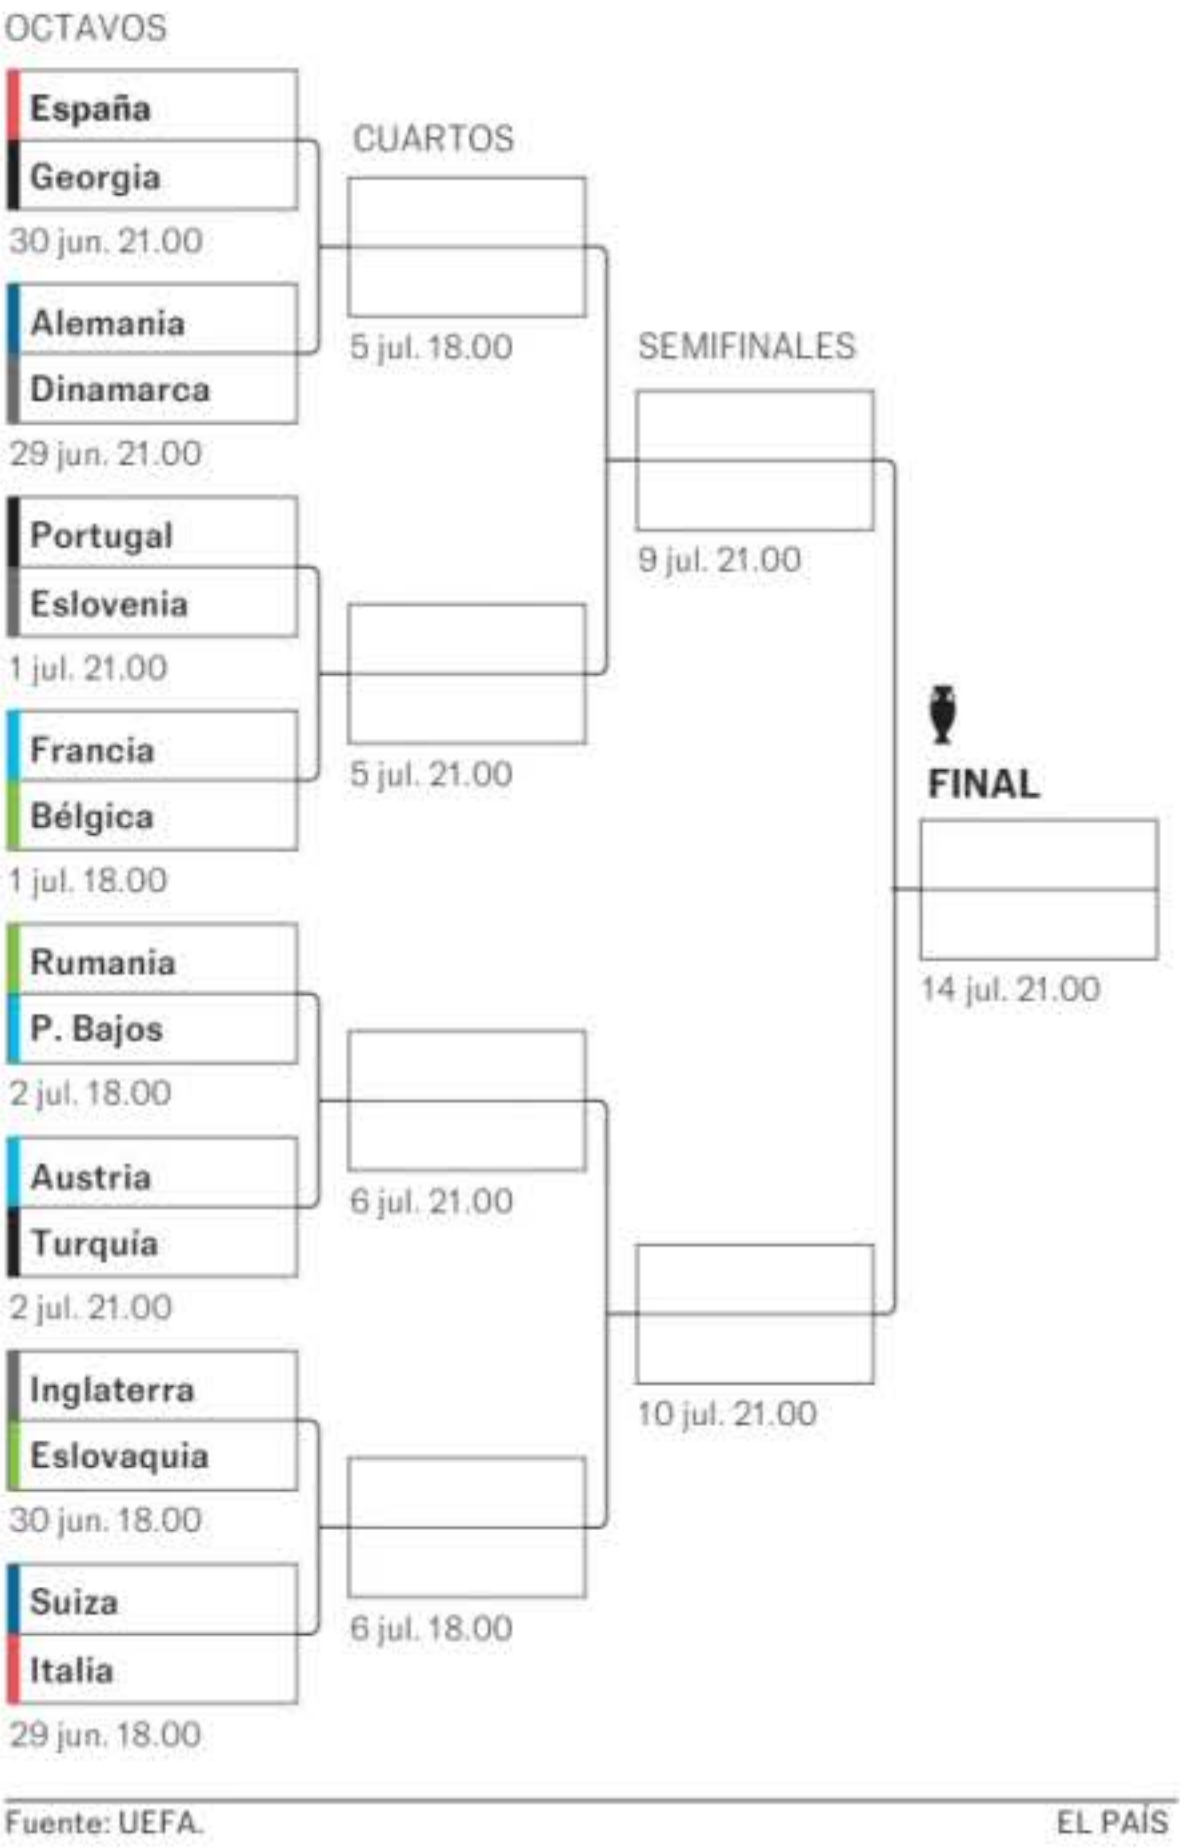 OCTAVOS
España
Georgia
30 jun. 21.00
Alemania
Dinamarca
29 jun. 21.00
Portugal
Eslovenia
1 jul. 21.00
Francia
Bélgica
1 jul. 18.00
Rumania
P. Bajos
2 jul. 18.00
Austria
Turquía
2 jul. 21.00
Inglaterra
Eslovaquia
30 jun. 18.00
Suiza
Italia
29 jun. 18.00
CUARTOS
5 jul. 18.00
5 jul. 21.00
6 jul. 21.00
6 jul. 18.00
SEMIFINALES
9 jul. 21.00
10 jul. 21.00
FINAL
14 jul. 21.00
Fuente: UEFA.
EL PAÍS